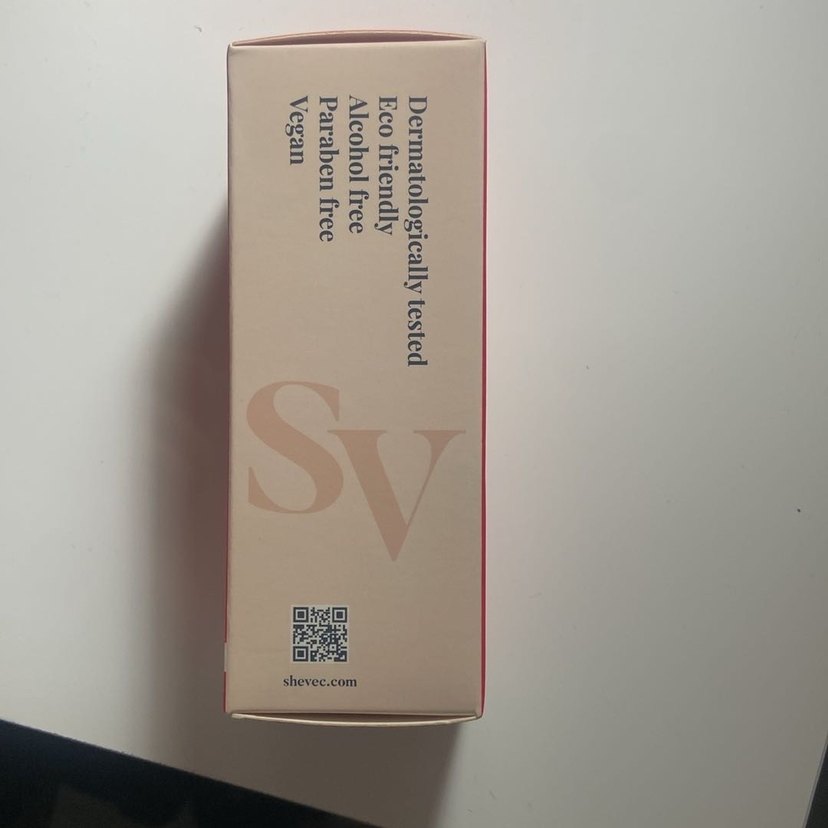 Dermatologically tested
Eco friendly
Alcohol free
Paraben free
Vegan
SV
shevec.com